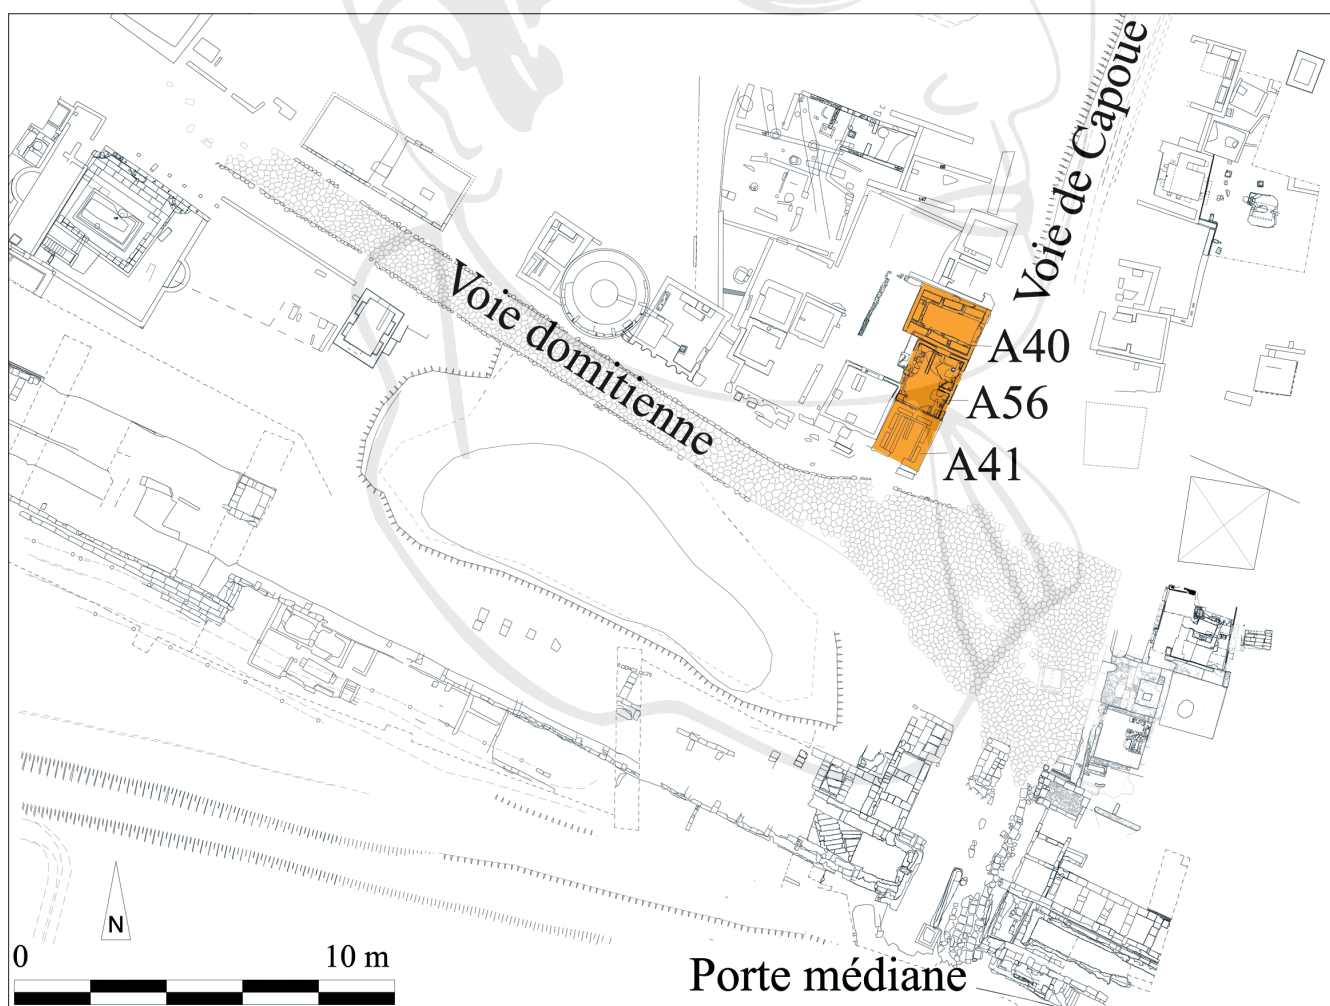 Voie de Capoue
Voie domitienne
A40
A56
A41
N
0 10 m
Porte médiane